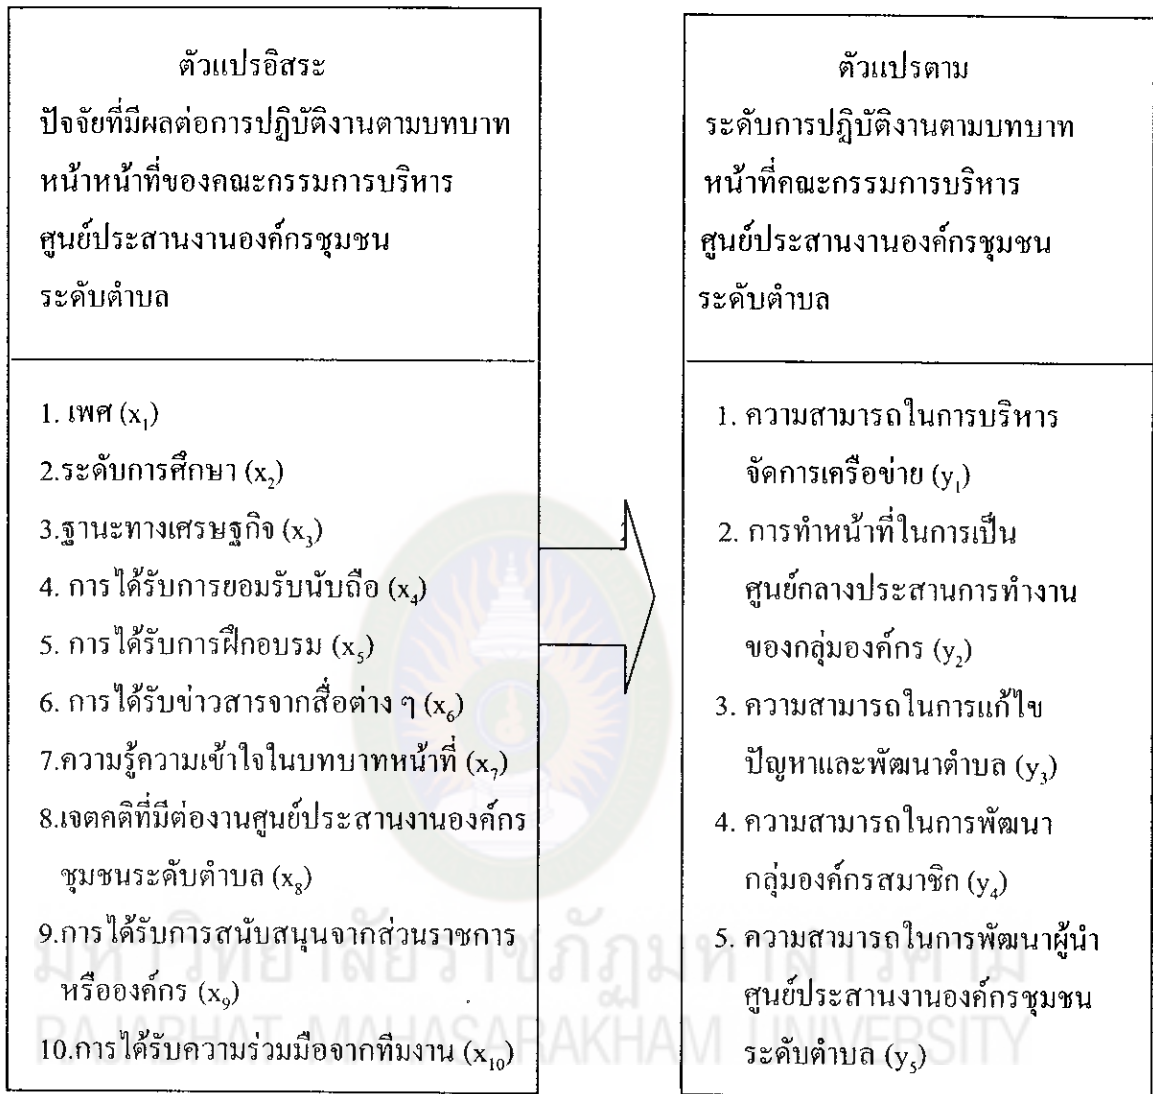 ตัวแปรอิสระ
ปัจจัยที่มีผลต่อการปฏิบัติงานตามบทบาท
หน้าหน้าที่ของคณะกรรมการบริหาร
ศูนย์ประสานงานองค์กรชุมชน
ระดับตำบล
1. เพศ (x₁)
2.ระดับการศึกษา (x₂)
3.ฐานะทางเศรษฐกิจ (x₃)
4. การได้รับการยอมรับนับถือ (x₄)
5. การได้รับการฝึกอบรม (x₅)
6. การได้รับข่าวสารจากสื่อต่าง ๆ (x₆)
7.ความรู้ความเข้าใจในบทบาทหน้าที่ (x₇)
8.เจตคติที่มีต่องานศูนย์ประสานงานองค์กร
ชุมชนระดับตำบล (x₈)
9.การได้รับการสนับสนุนจากส่วนราชการ
หรือองค์กร (x₉)
10.การได้รับความร่วมมือจากทีมงาน (x₁₀)
ตัวแปรตาม
ระดับการปฏิบัติงานตามบทบาท
หน้าที่คณะกรรมการบริหาร
ศูนย์ประสานงานองค์กรชุมชน
ระดับตำบล
1. ความสามารถในการบริหาร
จัดการเครือข่าย (y₁)
2. การทำหน้าที่ในการเป็น
ศูนย์กลางประสานการทำงาน
ของกลุ่มองค์กร (y₂)
3. ความสามารถในการแก้ไข
ปัญหาและพัฒนาตำบล (y₃)
4. ความสามารถในการพัฒนา
กลุ่มองค์กรสมาชิก (y₄)
5. ความสามารถในการพัฒนาผู้นำ
ศูนย์ประสานงานองค์กรชุมชน
ระดับตำบล (y₅)
มหาวิทยาลัยราชภัฏมหาสารคาม
RAJABHAT MAHASARAKHAM UNIVERSITY